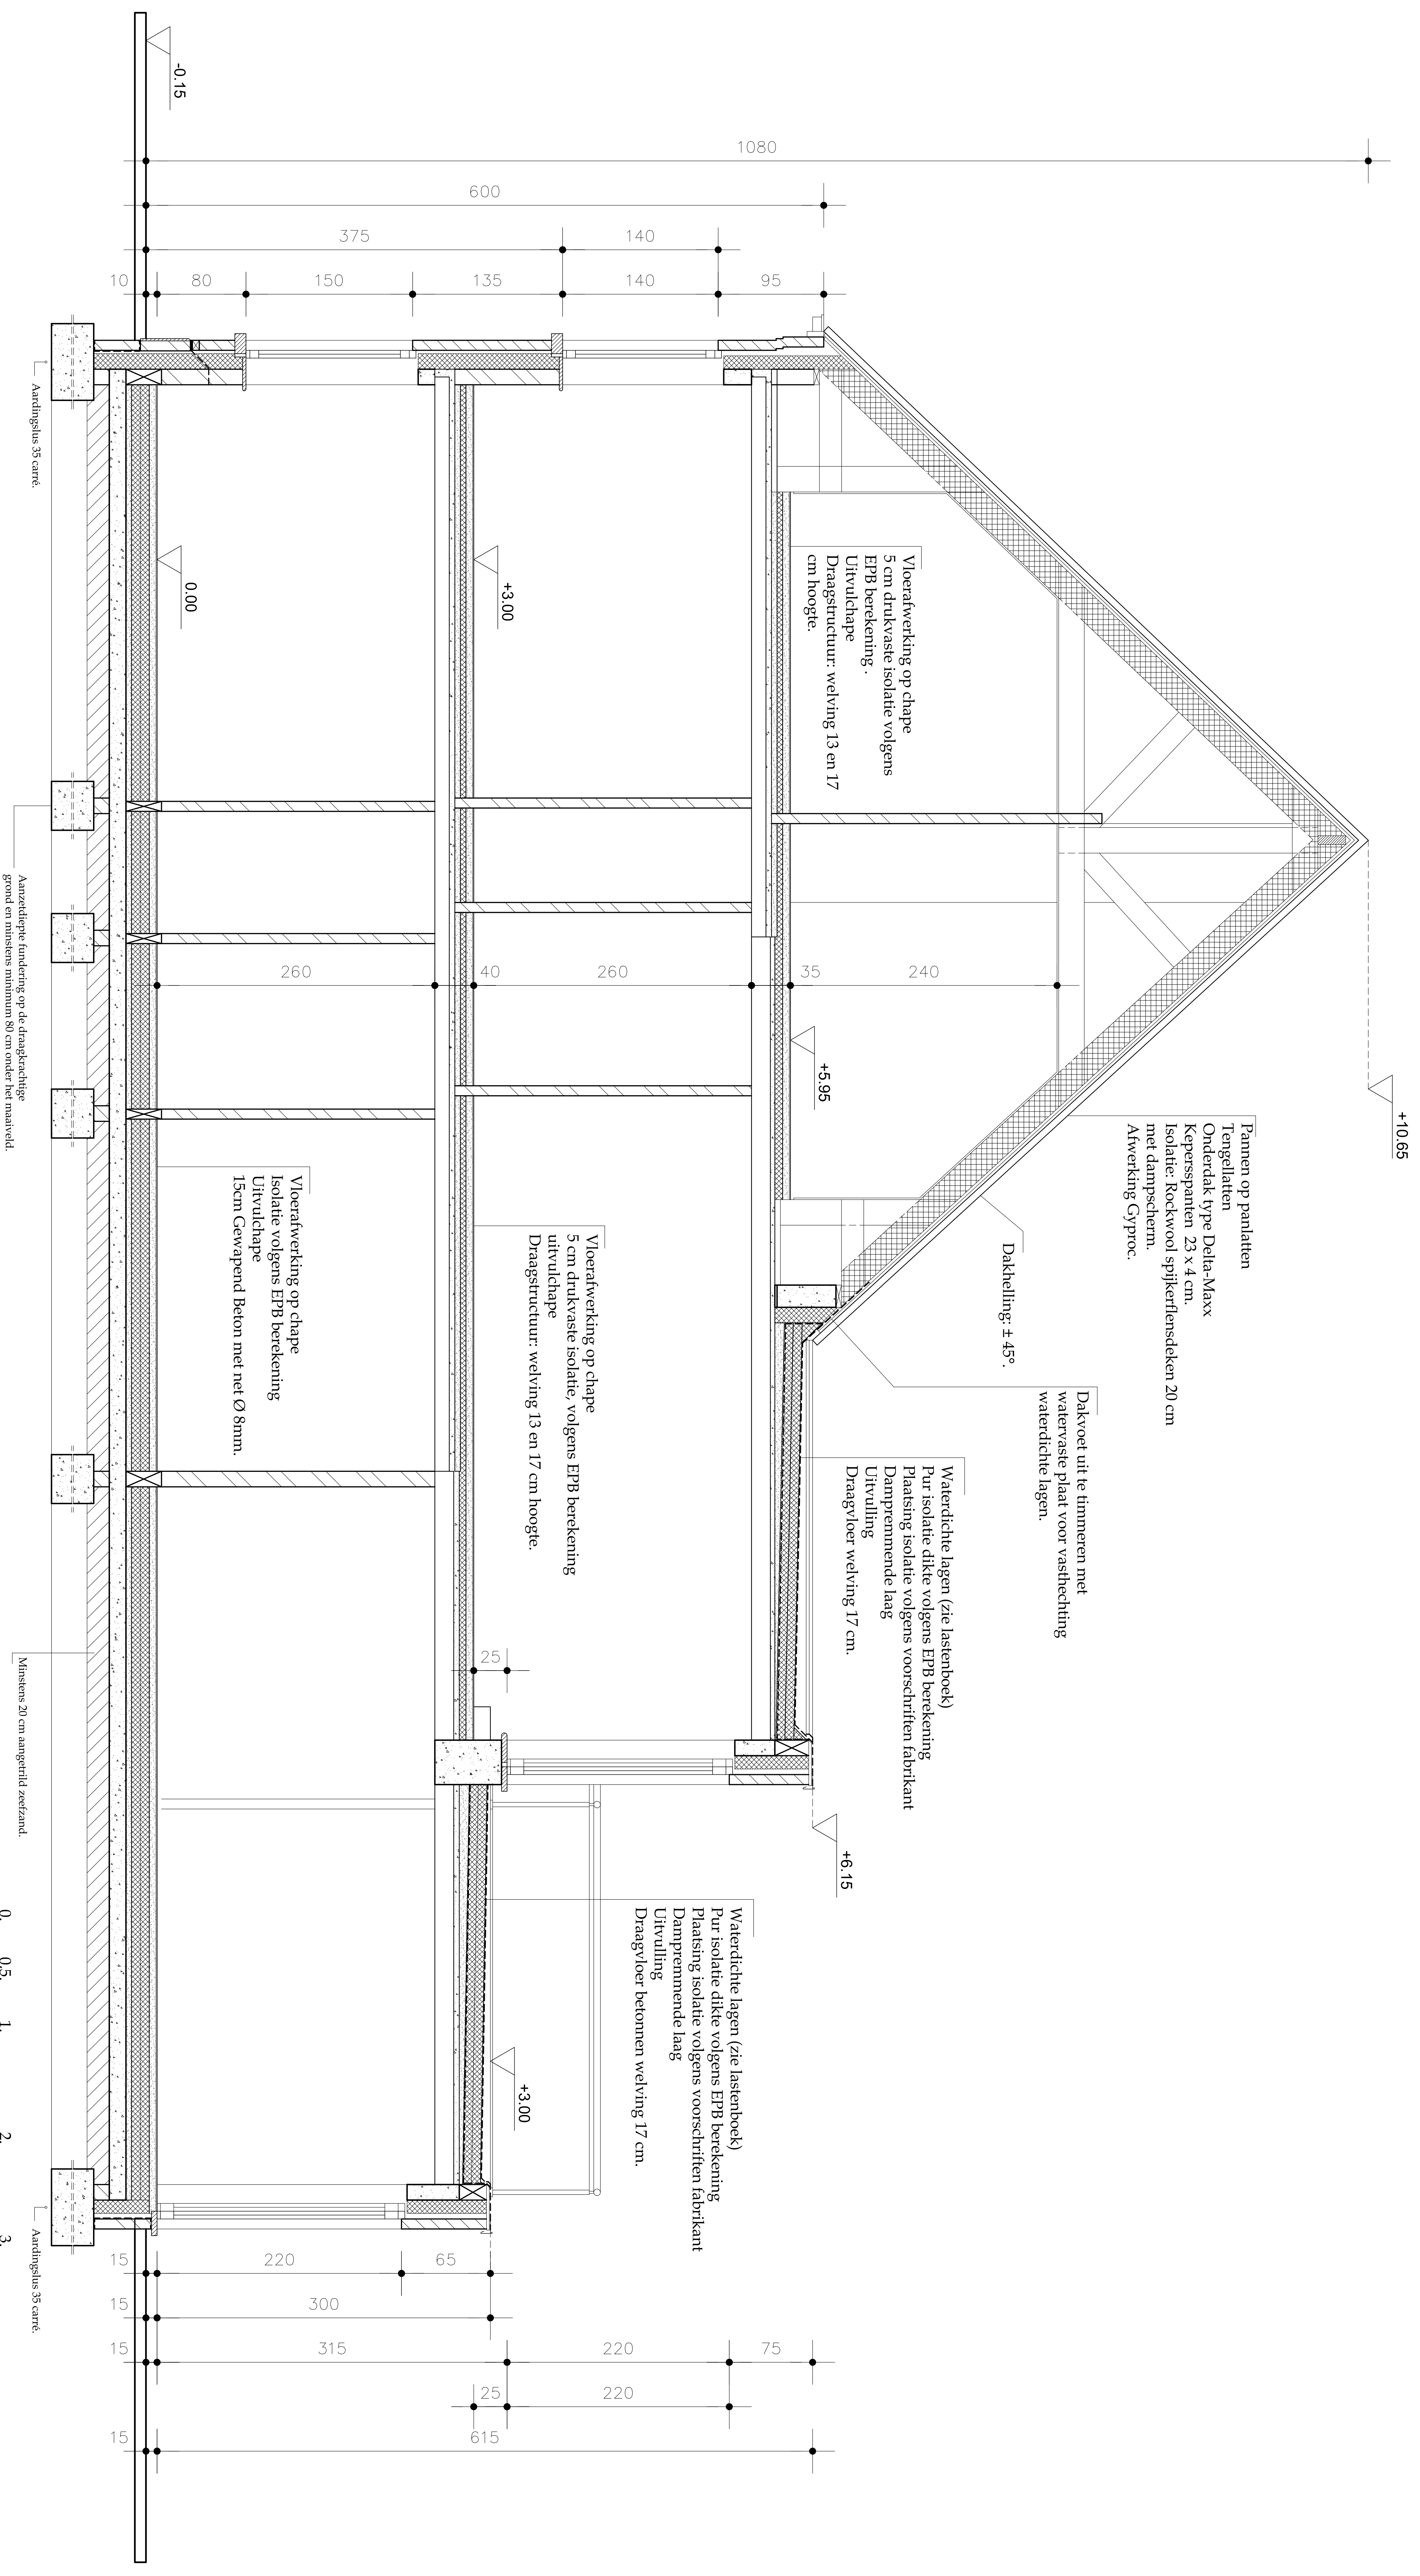 +10.65
Pannen op panlatten
Tengellatten
Onderdak type Delta-Maxx
Kepersspanten 23 x 4 cm.
Isolatie: Rockwool spijkerflensdeken 20 cm
met dampscherm.
Afwerking Gyproc.
Dakhelling: ± 45°.
Dakvoet uit te timmeren met
watervaste plaat voor vasthechting
waterdichte lagen.
Waterdichte lagen (zie lastenboek)
Pur isolatie dikte volgens EPB berekening
Plaatsing isolatie volgens voorschriften fabrikant
Dampremmende laag
Uitvulling
Draagvloer welving 17 cm.
+6.15
Vloerafwerking op chape
5 cm drukvaste isolatie volgens
EPB berekening .
Uitvulchape
Draagstructuur: welving 13 en 17
cm hoogte.
240
35
+5.95
260
40
260
Waterdichte lagen (zie lastenboek)
Pur isolatie dikte volgens EPB berekening
Plaatsing isolatie volgens voorschriften fabrikant
Dampremmende laag
Uitvulling
Draagvloer betonnen welving 17 cm.
Vloerafwerking op chape
5 cm drukvaste isolatie, volgens EPB berekening
uitvulchape
Draagstructuur: welving 13 en 17 cm hoogte.
25
+3.00
+3.00
Vloerafwerking op chape
Isolatie volgens EPB berekening
Uitvulchape
15cm Gewapend Beton met net Ø 8mm.
0.00
-0.15
1080
600
375
140
10
80
150
135
140
95
15
220
65
15
300
15
315
220
75
25
220
15
615
Aardingslus 35 carré.
Aanzetdiepte fundering op de draagkrachtige
grond en minstens minimum 80 cm onder het maaiveld.
Minstens 20 cm aangetrild zeefzand.
Aardingslus 35 carré.
0. 0,5. 1. 2. 3.